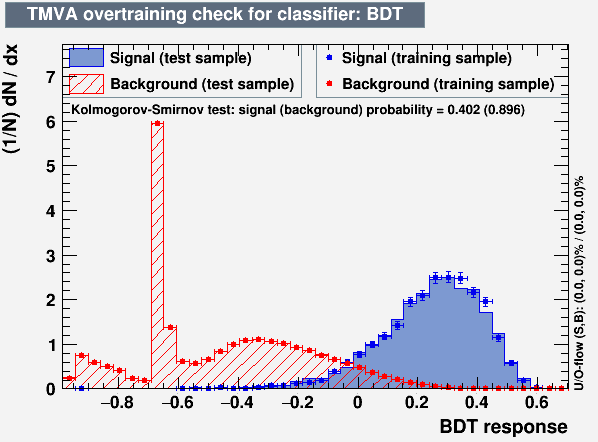 TMVA overtraining check for classifier: BDT
(1/N) dN / dx
Signal (test sample)
Background (test sample)
Signal (training sample)
Background (training sample)
Kolmogorov-Smirnov test: signal (background) probability = 0.402 (0.896)
7
6
5
4
3
2
1
0
−0.8 −0.6 −0.4 −0.2 0 0.2 0.4 0.6
BDT response
U/O-flow (S,B): (0.0, 0.0)% / (0.0, 0.0)%